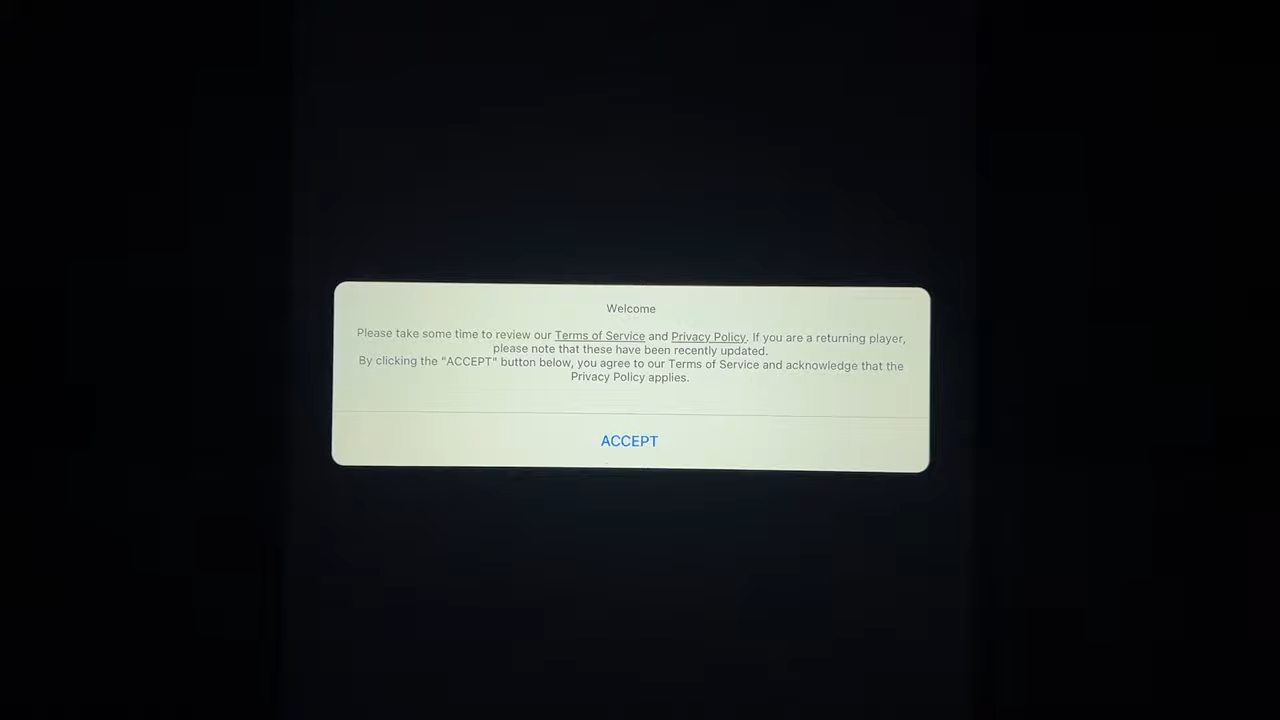 Welcome
Please take some time to review our Terms of Service and Privacy Policy. If you are a returning player,
please note that these have been recently updated.
By clicking the "ACCEPT" button below, you agree to our Terms of Service and acknowledge that the
Privacy Policy applies.
ACCEPT